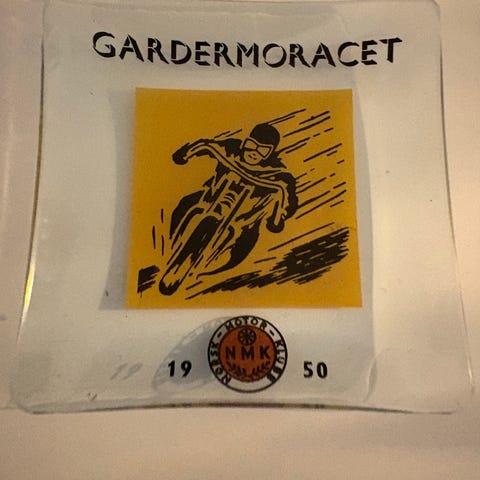 GARDERMORACET
NORSK - MOTOR - KLUBB
NMK
19 50